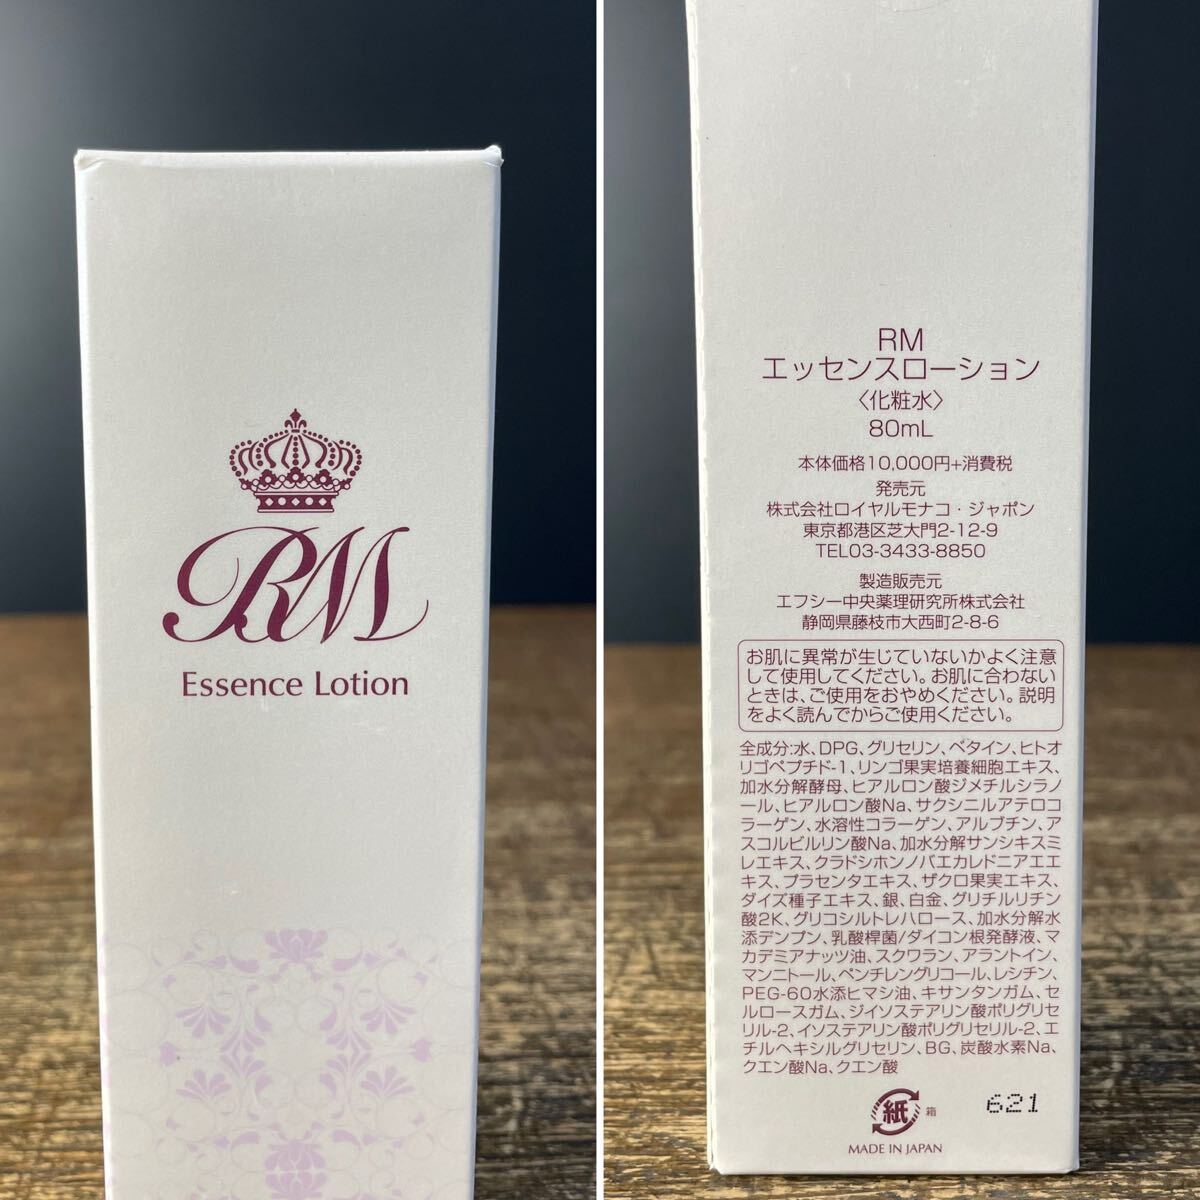 RM
Essence Lotion
RM
エッセンスローション
〈化粧水〉
80mL
本体価格10,000円+消費税
発売元
株式会社ロイヤルモナコ・ジャポン
東京都港区芝大門2-12-9
TEL03-3433-8850
製造販売元
エフシー中央薬理研究所株式会社
静岡県藤枝市大西町2-8-6
お肌に異常が生じていないかよく注意
して使用してください。お肌に合わない
ときは、ご使用をおやめください。説明
をよく読んでからご使用ください。
全成分:水、DPG、グリセリン、ベタイン、ヒトオ
リゴペプチド-1、リンゴ果実培養細胞エキス、
加水分解酵母、ヒアルロン酸ジメチルシラノ
ール、ヒアルロン酸Na、サクシニルアテロコ
ラーゲン、水溶性コラーゲン、アルブチン、ア
スコルビルリン酸Na、加水分解サンシキスミ
レエキス、クラドシホンノバエカレドニアエエ
キス、プラセンタエキス、ザクロ果実エキス、
ダイズ種子エキス、銀、白金、グリチルリチン
酸2K、グリコシルトレハロース、加水分解水
添デンプン、乳酸桿菌/ダイコン根発酵液、マ
カデミアナッツ油、スクワラン、アラントイン、
マンニトール、ペンチレングリコール、レシチン、
PEG-60水添ヒマシ油、キサンタンガム、セ
ルロースガム、ジイソステアリン酸ポリグリセ
リル-2、イソステアリン酸ポリグリセリル-2、エ
チルヘキシルグリセリン、BG、炭酸水素Na、
クエン酸Na、クエン酸
紙 箱
621
MADE IN JAPAN